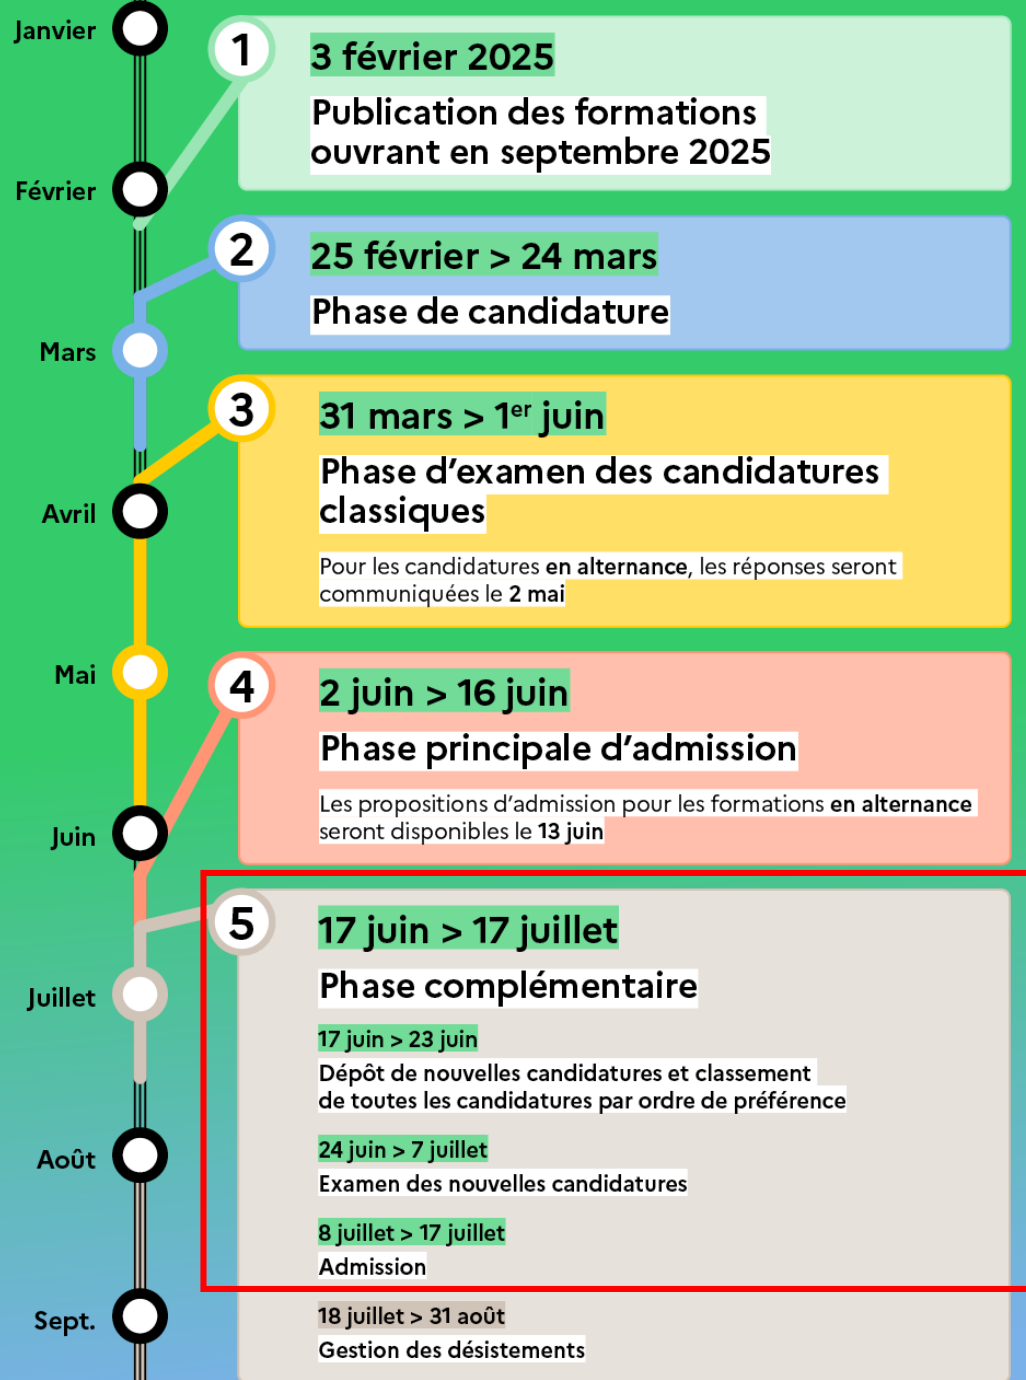 Janvier
1
3 février 2025
Publication des formations
ouvrant en septembre 2025
Février
2
25 février > 24 mars
Phase de candidature
Mars
3
31 mars > 1er juin
Phase d’examen des candidatures
classiques
Avril
Pour les candidatures en alternance, les réponses seront
communiquées le 2 mai
Mai
4
2 juin > 16 juin
Phase principale d’admission
Les propositions d’admission pour les formations en alternance
seront disponibles le 13 juin
Juin
5
17 juin > 17 juillet
Phase complémentaire
Juillet
17 juin > 23 juin
Dépôt de nouvelles candidatures et classement
de toutes les candidatures par ordre de préférence
24 juin > 7 juillet
Août
Examen des nouvelles candidatures
8 juillet > 17 juillet
Admission
Sept.
18 juillet > 31 août
Gestion des désistements